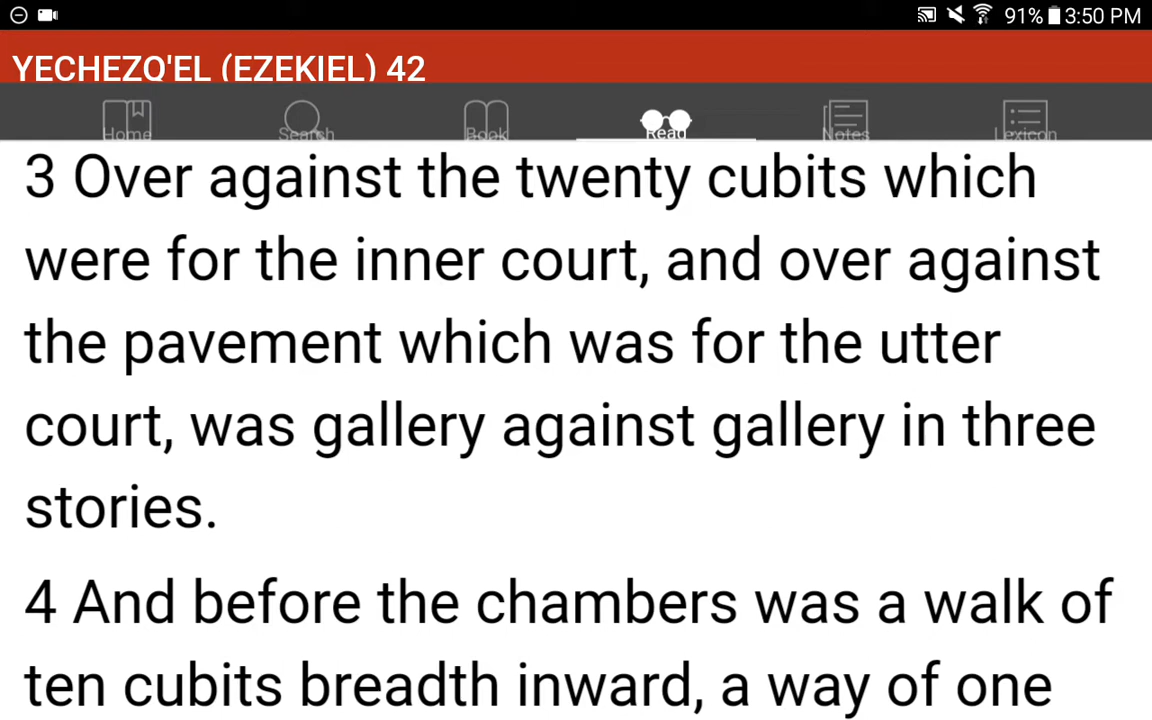 91% 3:50 PM
YECHEZQ'EL (EZEKIEL) 42
Home Search Book Read Notes Lexicon
3 Over against the twenty cubits which
were for the inner court, and over against
the pavement which was for the utter
court, was gallery against gallery in three
stories.
4 And before the chambers was a walk of
ten cubits breadth inward, a way of one